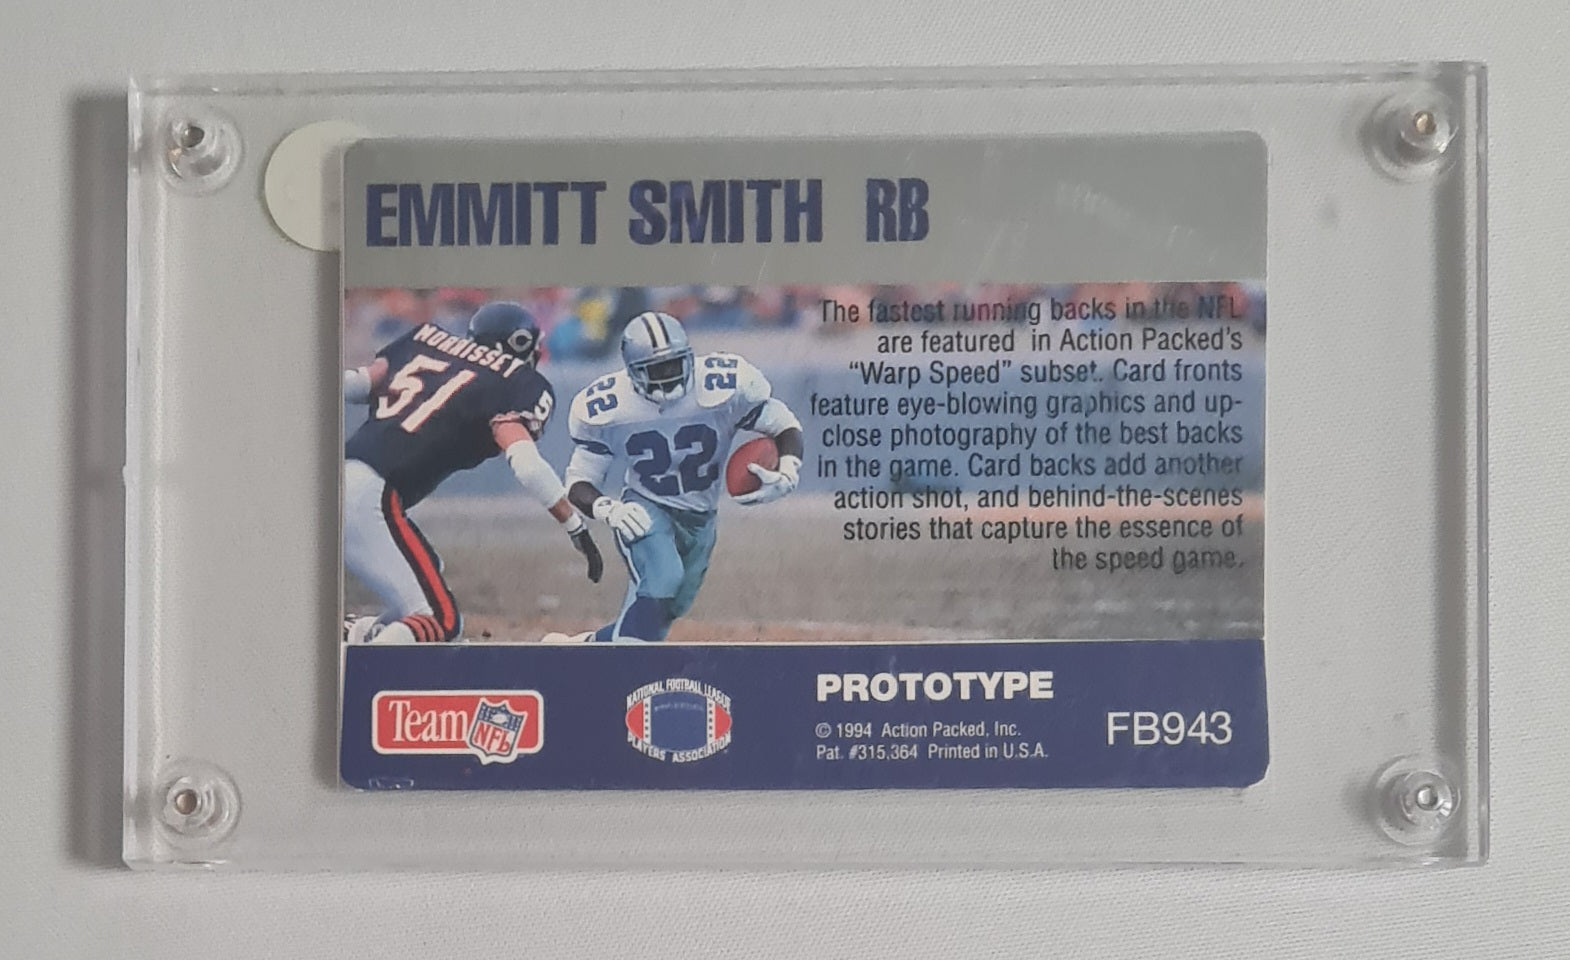 EMMITT SMITH RB
The fastest running backs in the NFL
are featured in Action Packed's
“Warp Speed” subset. Card fronts
feature eye-blowing graphics and up-
close photography of the best backs
in the game. Card backs add another
action shot, and behind-the-scenes
stories that capture the essence of
the speed game.
MORRISSEY
51
5
22
22
22
Team NFL
NATIONAL FOOTBALL LEAGUE
PLAYERS ASSOCIATION
PROTOTYPE
© 1994 Action Packed, Inc.
Pat. #315,364 Printed in U.S.A.
FB943